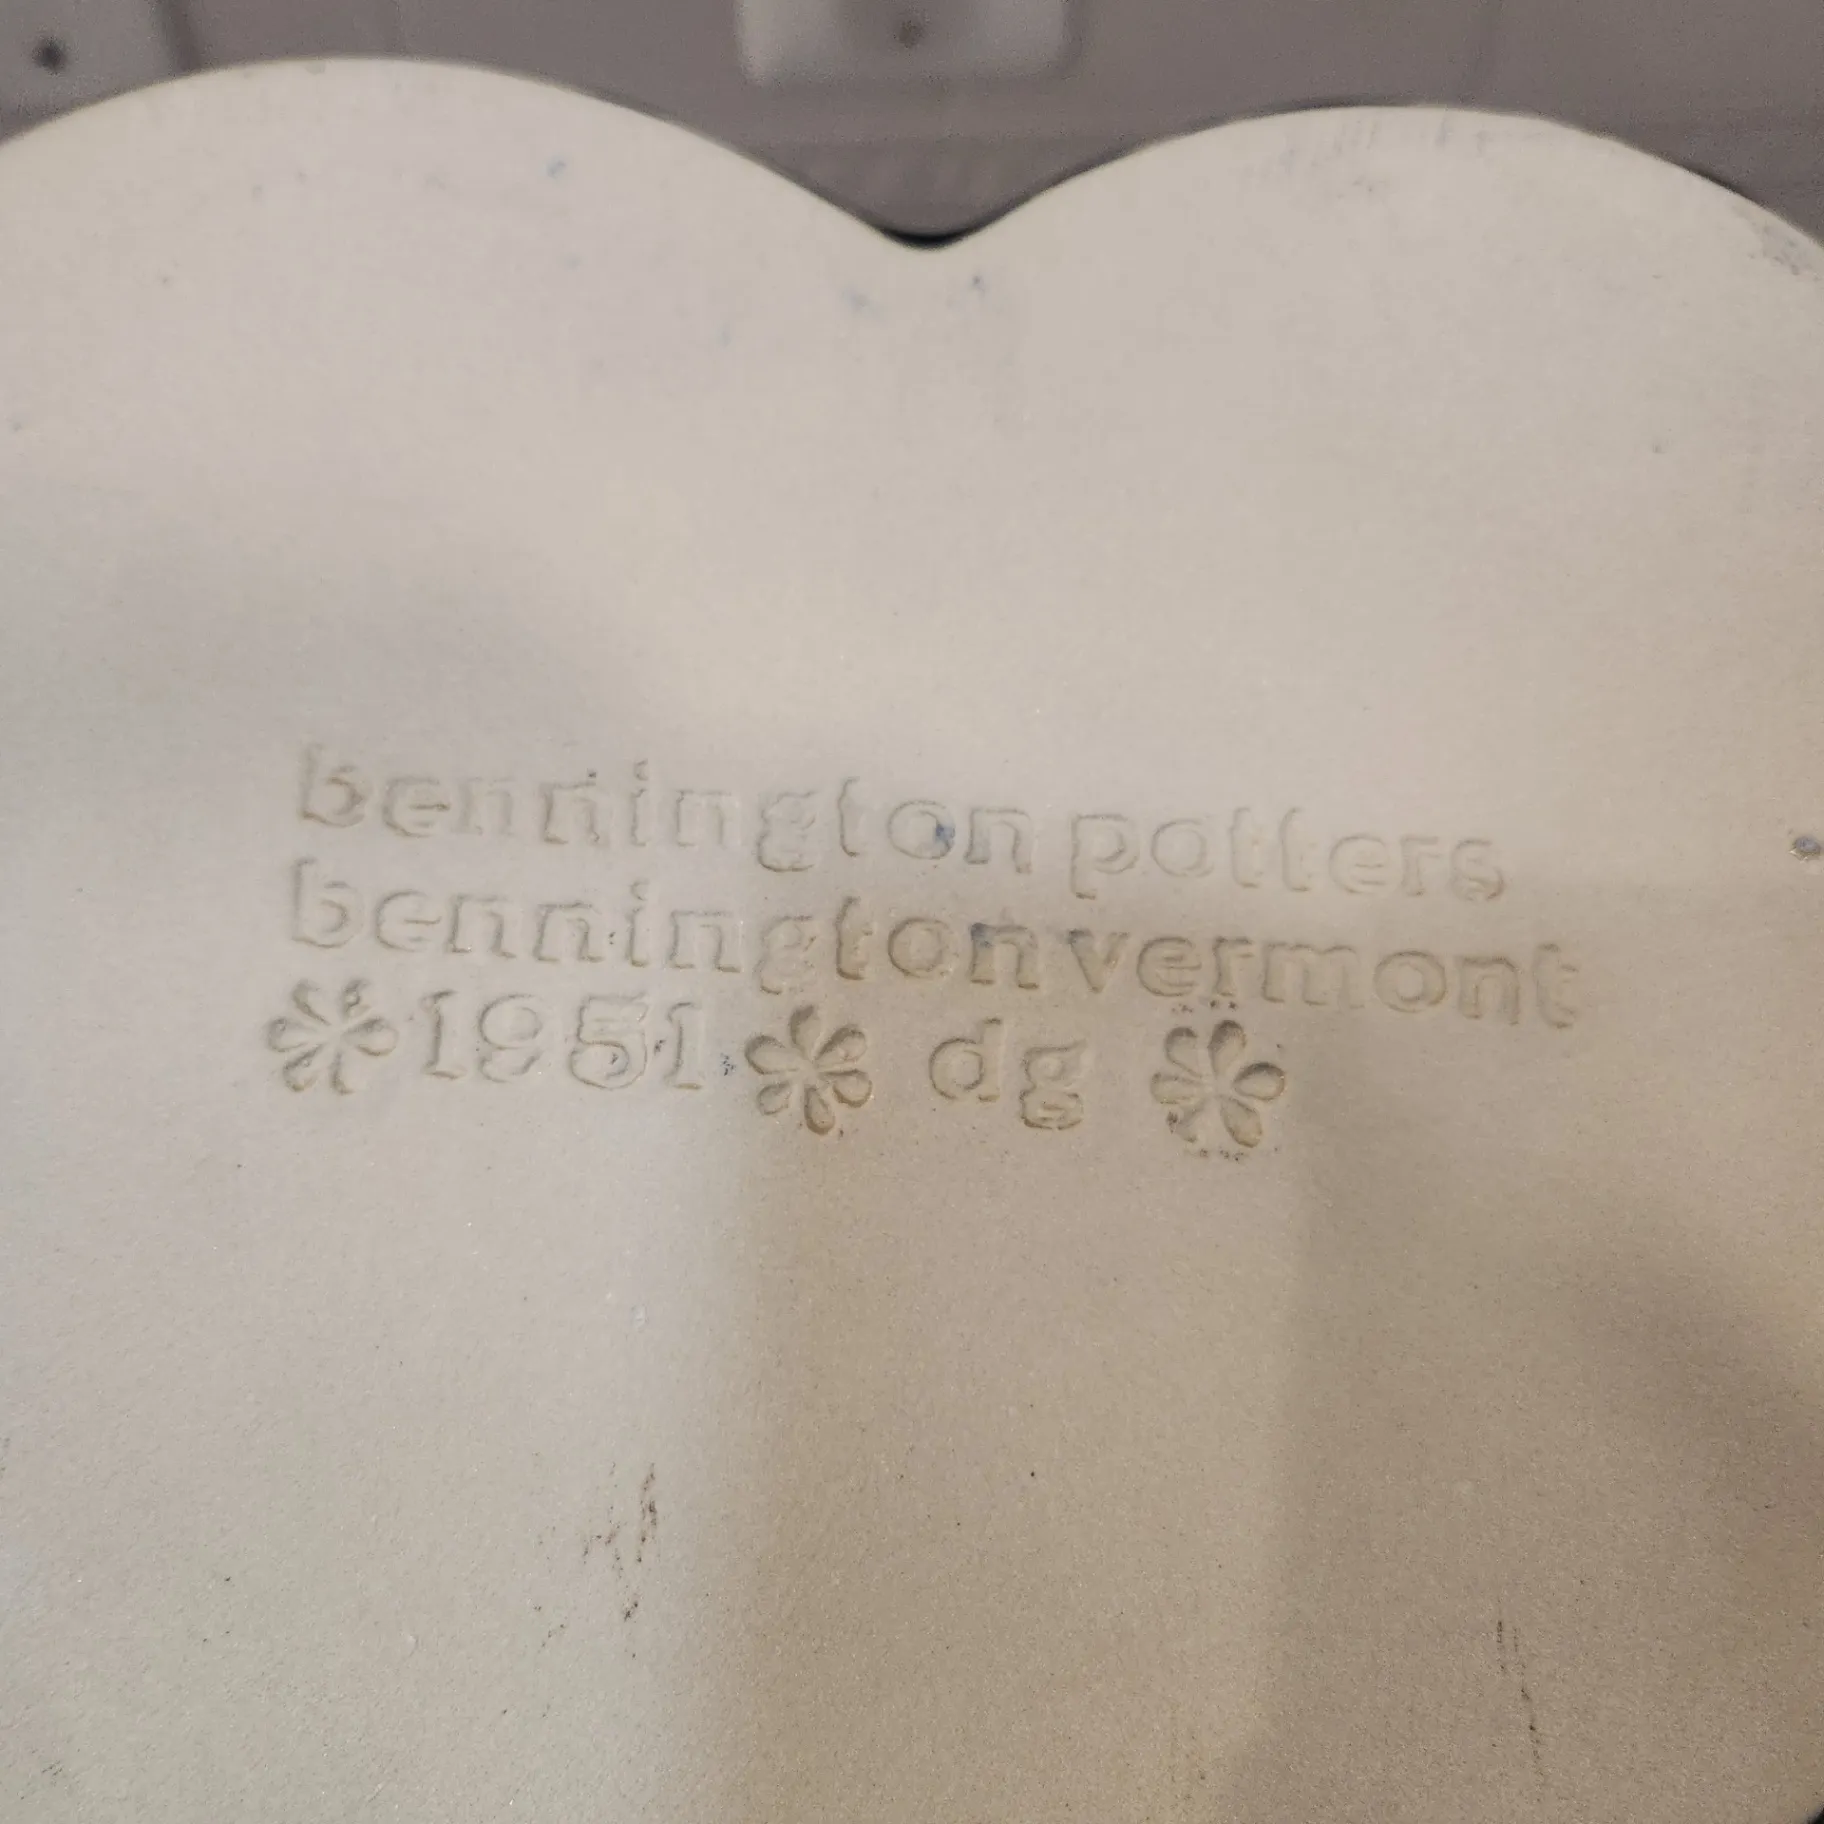 bennington potters
bennington vermont
1951 dg